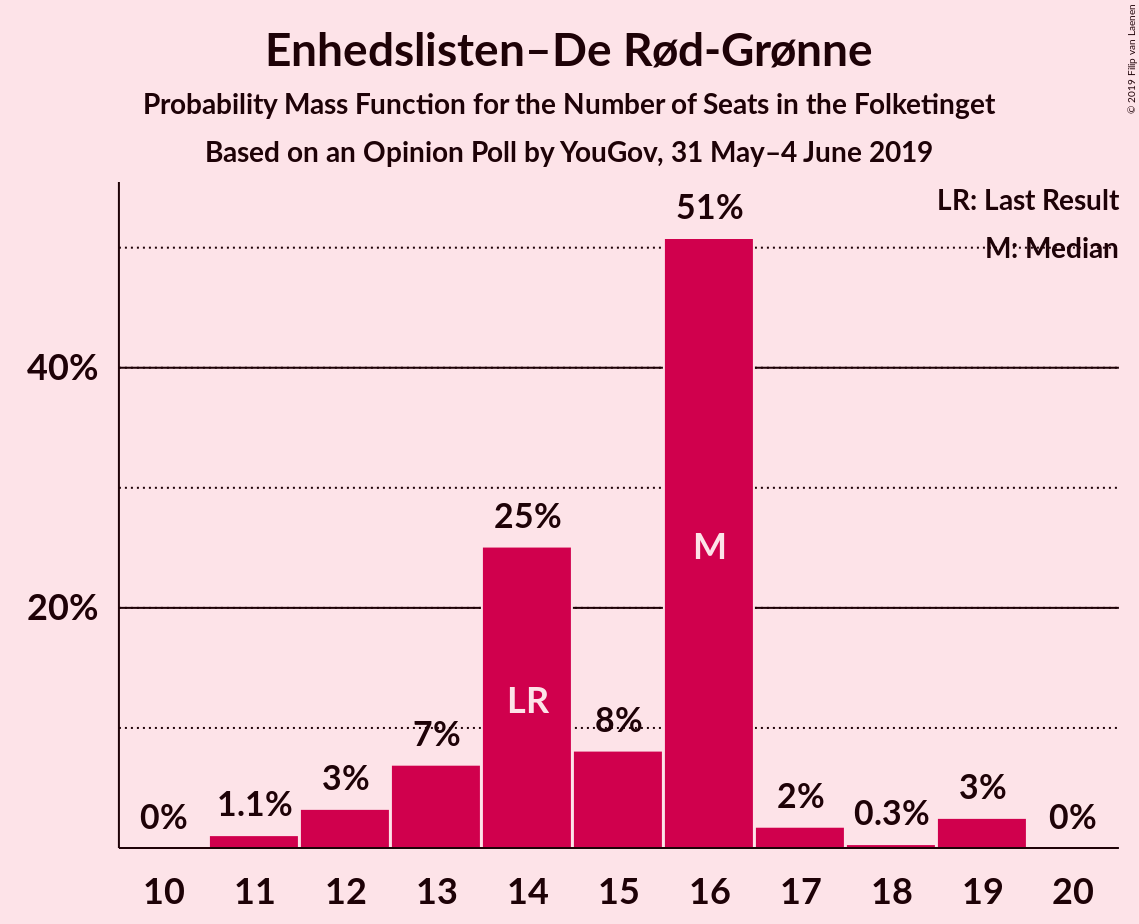 Enhedslisten–De Rød-Grønne
Probability Mass Function for the Number of Seats in the Folketinget
Based on an Opinion Poll by YouGov, 31 May–4 June 2019
© 2019 Filip van Laenen
LR: Last Result
M: Median
51%
40%
25%
M
20%
LR
8%
7%
3%
3%
2%
1.1%
0.3%
0%
0%
10 11 12 13 14 15 16 17 18 19 20